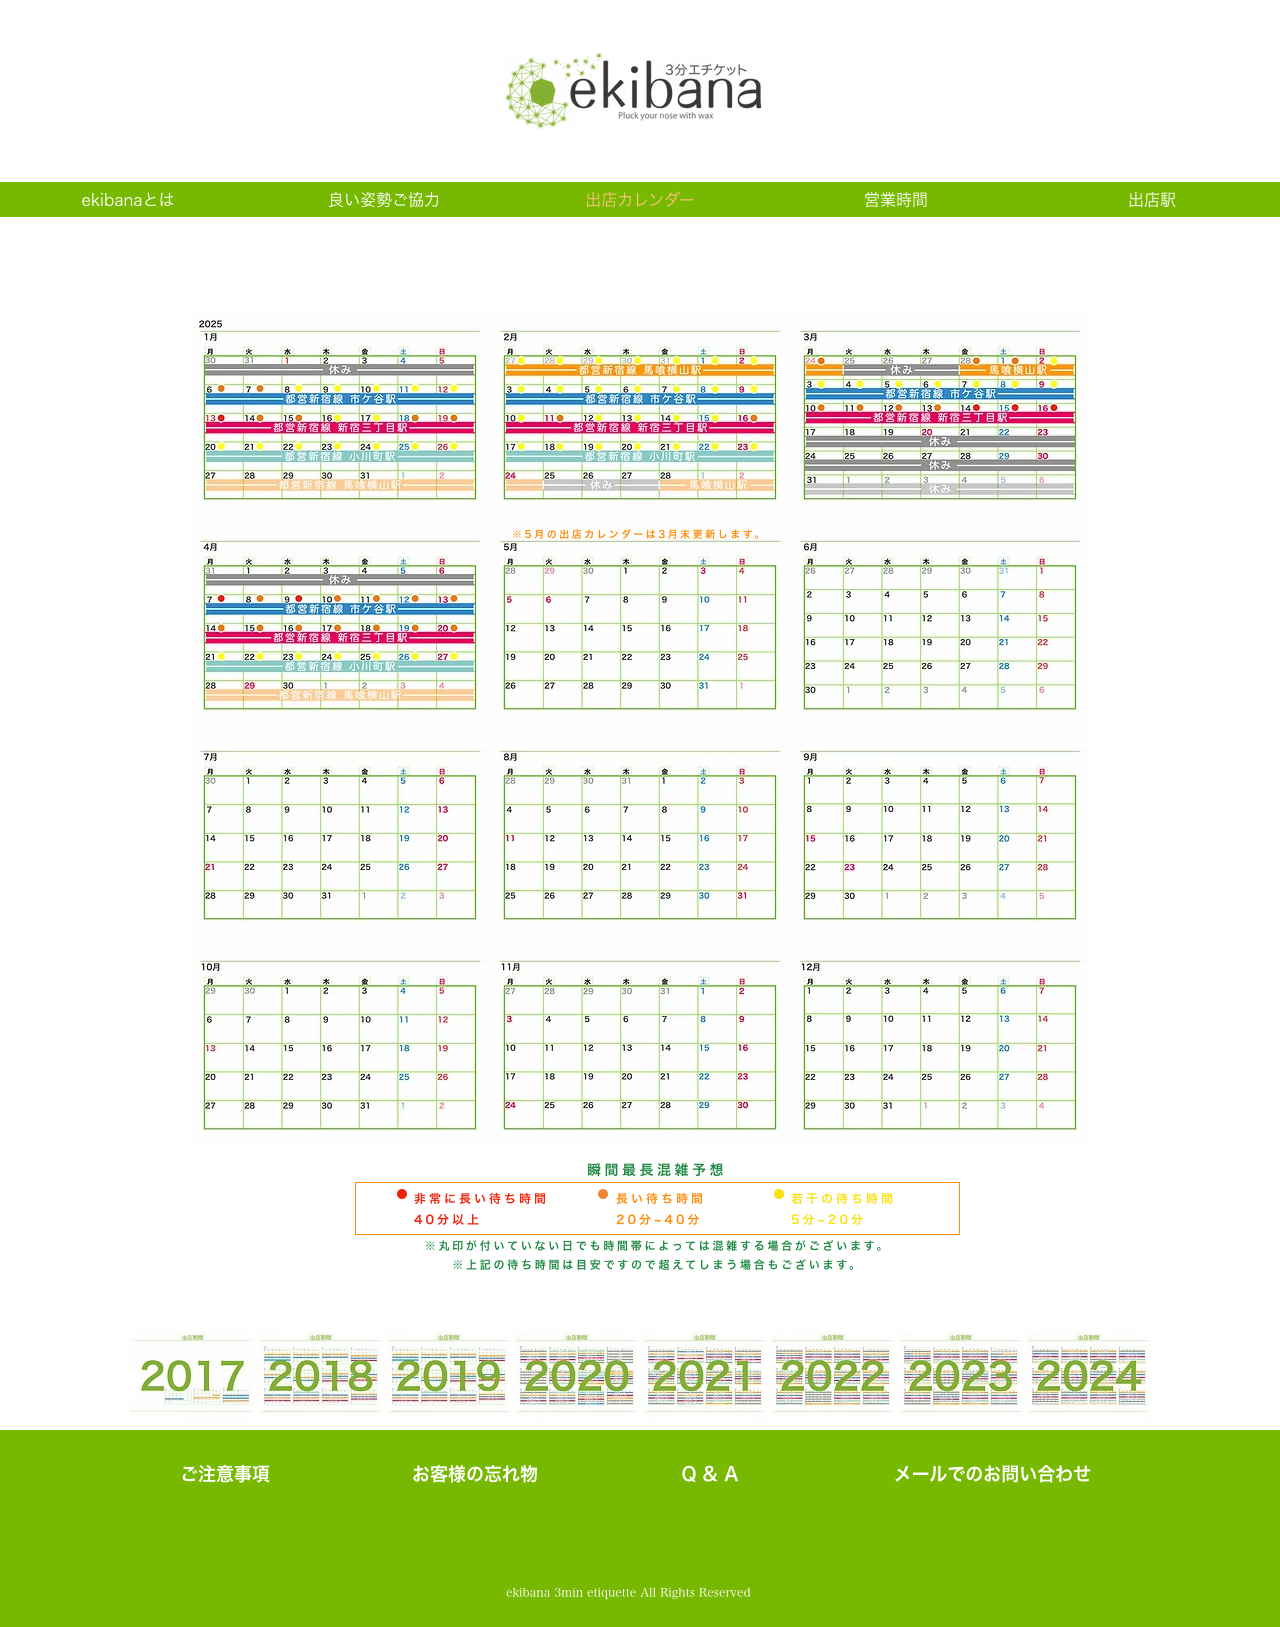 3分エチケット
ekibana
Pluck your nose with wax
ekibanaとは 良い姿勢ご協力 出店カレンダー 営業時間 出店駅
2025
1月
月 火 水 木 金 土 日
30 31 1 2 3 4 5
休み
6 7 8 9 10 11 12
都営新宿線 市ケ谷駅
13 14 15 16 17 18 19
都営新宿線 新宿三丁目駅
20 21 22 23 24 25 26
都営新宿線 小川町駅
27 28 29 30 31 1 2
都営新宿線 馬喰横山駅
2月
月 火 水 木 金 土 日
27 28 29 30 31 1 2
都営新宿線 馬喰横山駅
3 4 5 6 7 8 9
都営新宿線 市ケ谷駅
10 11 12 13 14 15 16
都営新宿線 新宿三丁目駅
17 18 19 20 21 22 23
都営新宿線 小川町駅
24 25 26 27 28 1 2
休み 馬喰横山駅
3月
月 火 水 木 金 土 日
24 25 26 27 28 1 2
休み 馬喰横山駅
3 4 5 6 7 8 9
都営新宿線 市ケ谷駅
10 11 12 13 14 15 16
都営新宿線 新宿三丁目駅
17 18 19 20 21 22 23
休み
24 25 26 27 28 29 30
休み
31 1 2 3 4 5 6
休み
※5月の出店カレンダーは3月末更新します。
4月
月 火 水 木 金 土 日
31 1 2 3 4 5 6
休み
7 8 9 10 11 12 13
都営新宿線 市ケ谷駅
14 15 16 17 18 19 20
都営新宿線 新宿三丁目駅
21 22 23 24 25 26 27
都営新宿線 小川町駅
28 29 30 1 2 3 4
都営新宿線 馬喰横山駅
5月
月 火 水 木 金 土 日
28 29 30 1 2 3 4
5 6 7 8 9 10 11
12 13 14 15 16 17 18
19 20 21 22 23 24 25
26 27 28 29 30 31 1
6月
月 火 水 木 金 土 日
26 27 28 29 30 31 1
2 3 4 5 6 7 8
9 10 11 12 13 14 15
16 17 18 19 20 21 22
23 24 25 26 27 28 29
30 1 2 3 4 5 6
7月
月 火 水 木 金 土 日
30 1 2 3 4 5 6
7 8 9 10 11 12 13
14 15 16 17 18 19 20
21 22 23 24 25 26 27
28 29 30 31 1 2 3
8月
月 火 水 木 金 土 日
28 29 30 31 1 2 3
4 5 6 7 8 9 10
11 12 13 14 15 16 17
18 19 20 21 22 23 24
25 26 27 28 29 30 31
9月
月 火 水 木 金 土 日
1 2 3 4 5 6 7
8 9 10 11 12 13 14
15 16 17 18 19 20 21
22 23 24 25 26 27 28
29 30 1 2 3 4 5
10月
月 火 水 木 金 土 日
29 30 1 2 3 4 5
6 7 8 9 10 11 12
13 14 15 16 17 18 19
20 21 22 23 24 25 26
27 28 29 30 31 1 2
11月
月 火 水 木 金 土 日
27 28 29 30 31 1 2
3 4 5 6 7 8 9
10 11 12 13 14 15 16
17 18 19 20 21 22 23
24 25 26 27 28 29 30
12月
月 火 水 木 金 土 日
1 2 3 4 5 6 7
8 9 10 11 12 13 14
15 16 17 18 19 20 21
22 23 24 25 26 27 28
29 30 31 1 2 3 4
瞬間最長混雑予想
非常に長い待ち時間 長い待ち時間 若干の待ち時間
40分以上 20分~40分 5分~20分
※丸印が付いていない日でも時間帯によっては混雑する場合がございます。
※上記の待ち時間は目安ですので超えてしまう場合もございます。
出店期間 出店期間 出店期間 出店期間 出店期間 出店期間 出店期間 出店期間
2017 2018 2019 2020 2021 2022 2023 2024
ご注意事項 お客様の忘れ物 Q & A メールでのお問い合わせ
ekibana 3min etiquette All Rights Reserved